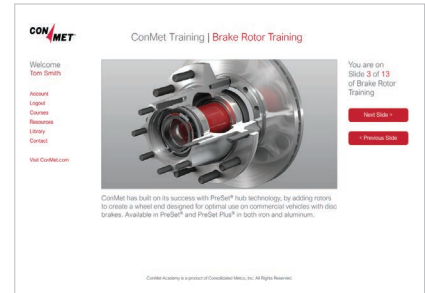 CONMET
ConMet Training | Brake Rotor Training
Welcome
Tom Smith
Account
Logout
Courses
Resources
Library
Contact
Visit ConMet.com
You are on
Slide 3 of 13
of Brake Rotor
Training
Next Slide >
< Previous Slide
ConMet has built on its success with PreSet® hub technology, by adding rotors
to create a wheel end designed for optimal use on commercial vehicles with disc
brakes. Available in PreSet® and PreSet Plus® in both iron and aluminum.
ConMet Academy is a product of Consolidated Metco, Inc. All Rights Reserved.